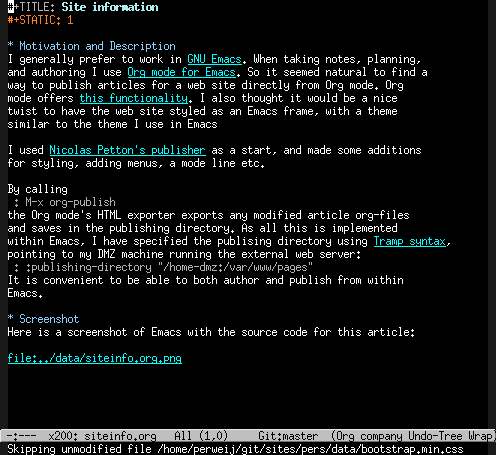 #+TITLE: Site information
#+STATIC: 1
* Motivation and Description
I generally prefer to work in GNU Emacs. When taking notes, planning,
and authoring I use Org mode for Emacs. So it seemed natural to find a
way to publish articles for a web site directly from Org mode. Org
mode offers this functionality. I also thought it would be a nice
twist to have the web site styled as an Emacs frame, with a theme
similar to the theme I use in Emacs
I used Nicolas Petton's publisher as a start, and made some additions
for styling, adding menus, a mode line etc.
By calling
: M-x org-publish
the Org mode's HTML exporter exports any modified article org-files
and saves in the publishing directory. As all this is implemented
within Emacs, I have specified the publising directory using Tramp syntax,
pointing to my DMZ machine running the external web server:
: :publishing-directory "/home-dmz:/var/www/pages"
It is convenient to be able to both author and publish from within
Emacs.
* Screenshot
Here is a screenshot of Emacs with the source code for this article:
file:../data/siteinfo.org.png
-:--- x200: siteinfo.org All (1,0) Git:master (Org company Undo-Tree Wrap
Skipping unmodified file /home/perweij/git/sites/pers/data/bootstrap.min.css